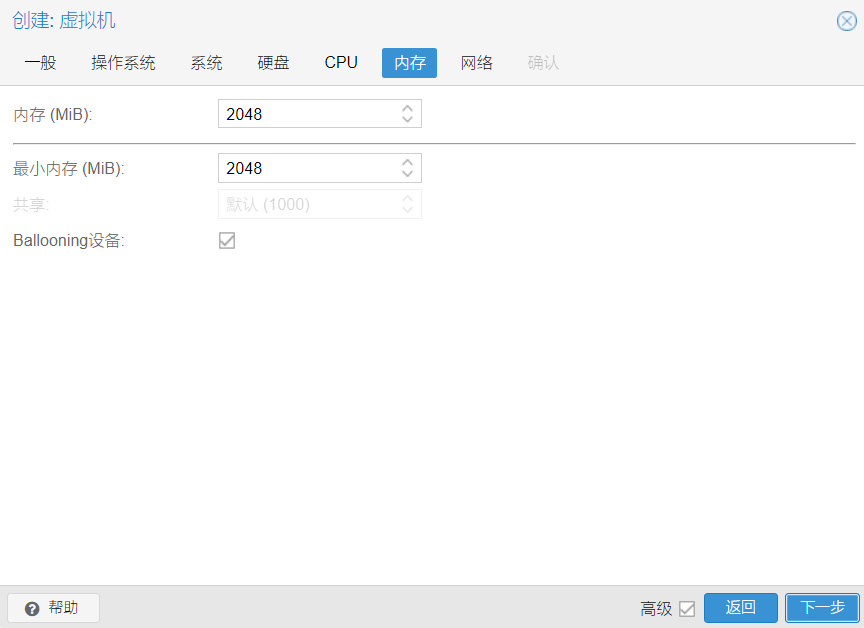 创建: 虚拟机
一般 操作系统 系统 硬盘 CPU 内存 网络 确认
内存 (MiB): 2048
最小内存 (MiB): 2048
共享: 默认 (1000)
Ballooning设备:
帮助 高级 返回 下一步